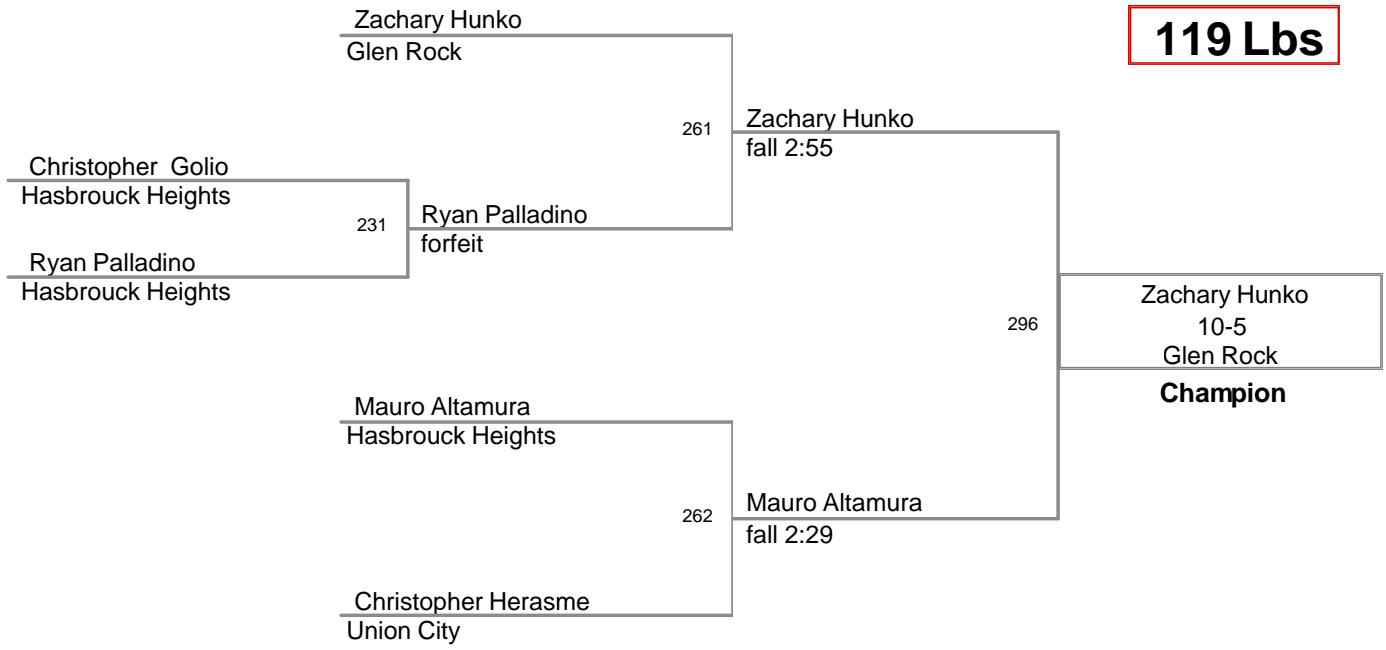 Zachary Hunko
Glen Rock
119 Lbs
261
Zachary Hunko
fall 2:55
Christopher Golio
Hasbrouck Heights
231
Ryan Palladino
forfeit
Ryan Palladino
Hasbrouck Heights
296
Zachary Hunko
10-5
Glen Rock
Champion
Mauro Altamura
Hasbrouck Heights
262
Mauro Altamura
fall 2:29
Christopher Herasme
Union City